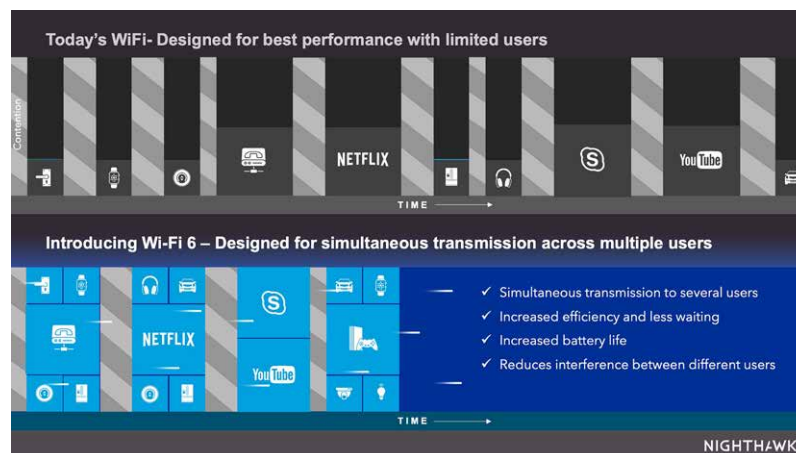 Today's WiFi- Designed for best performance with limited users
Contention
NETFLIX
S
YouTube
TIME
Introducing Wi-Fi 6 – Designed for simultaneous transmission across multiple users
S
NETFLIX
YouTube
✓ Simultaneous transmission to several users
✓ Increased efficiency and less waiting
✓ Increased battery life
✓ Reduces interference between different users
TIME
NIGHTHAWK